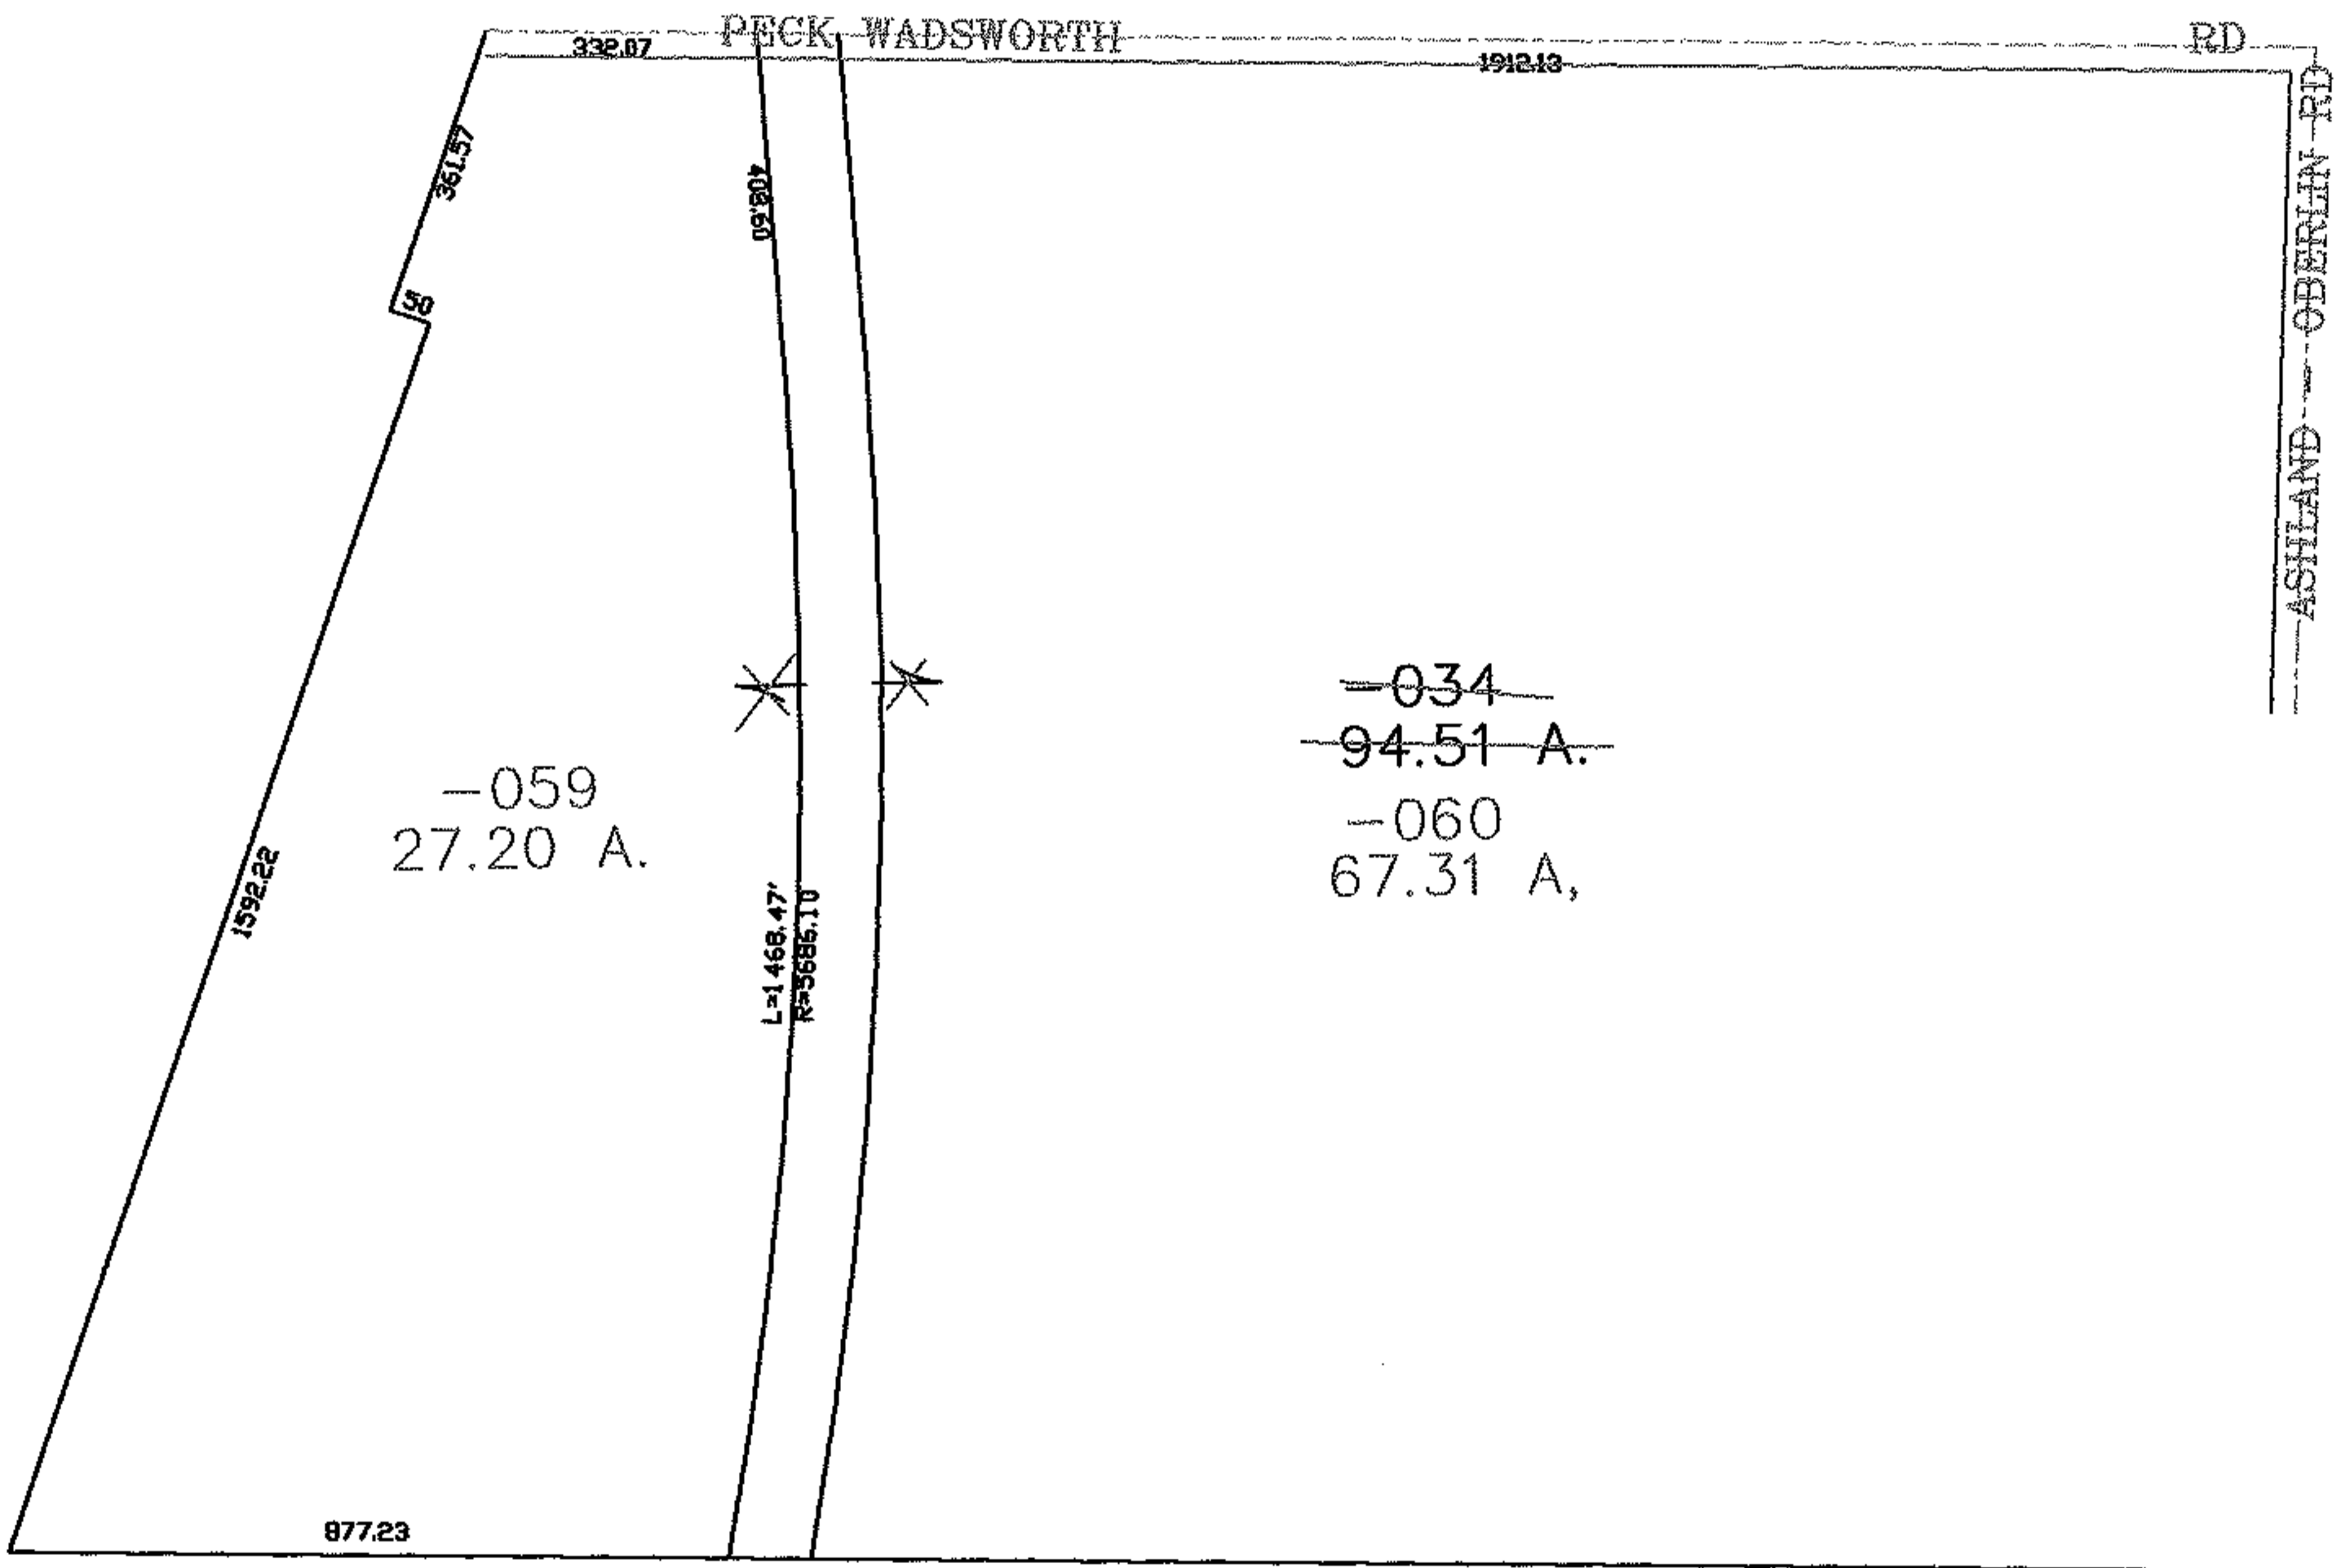 PECK WADSWORTH RD
332.07
1912.13
361.57
408.60
50
ASHLAND - OBERLIN RD
-034
94.51 A.
-059
27.20 A.
-060
67.31 A,
1592.22
L=1468.47'
R=5686.10
877.23